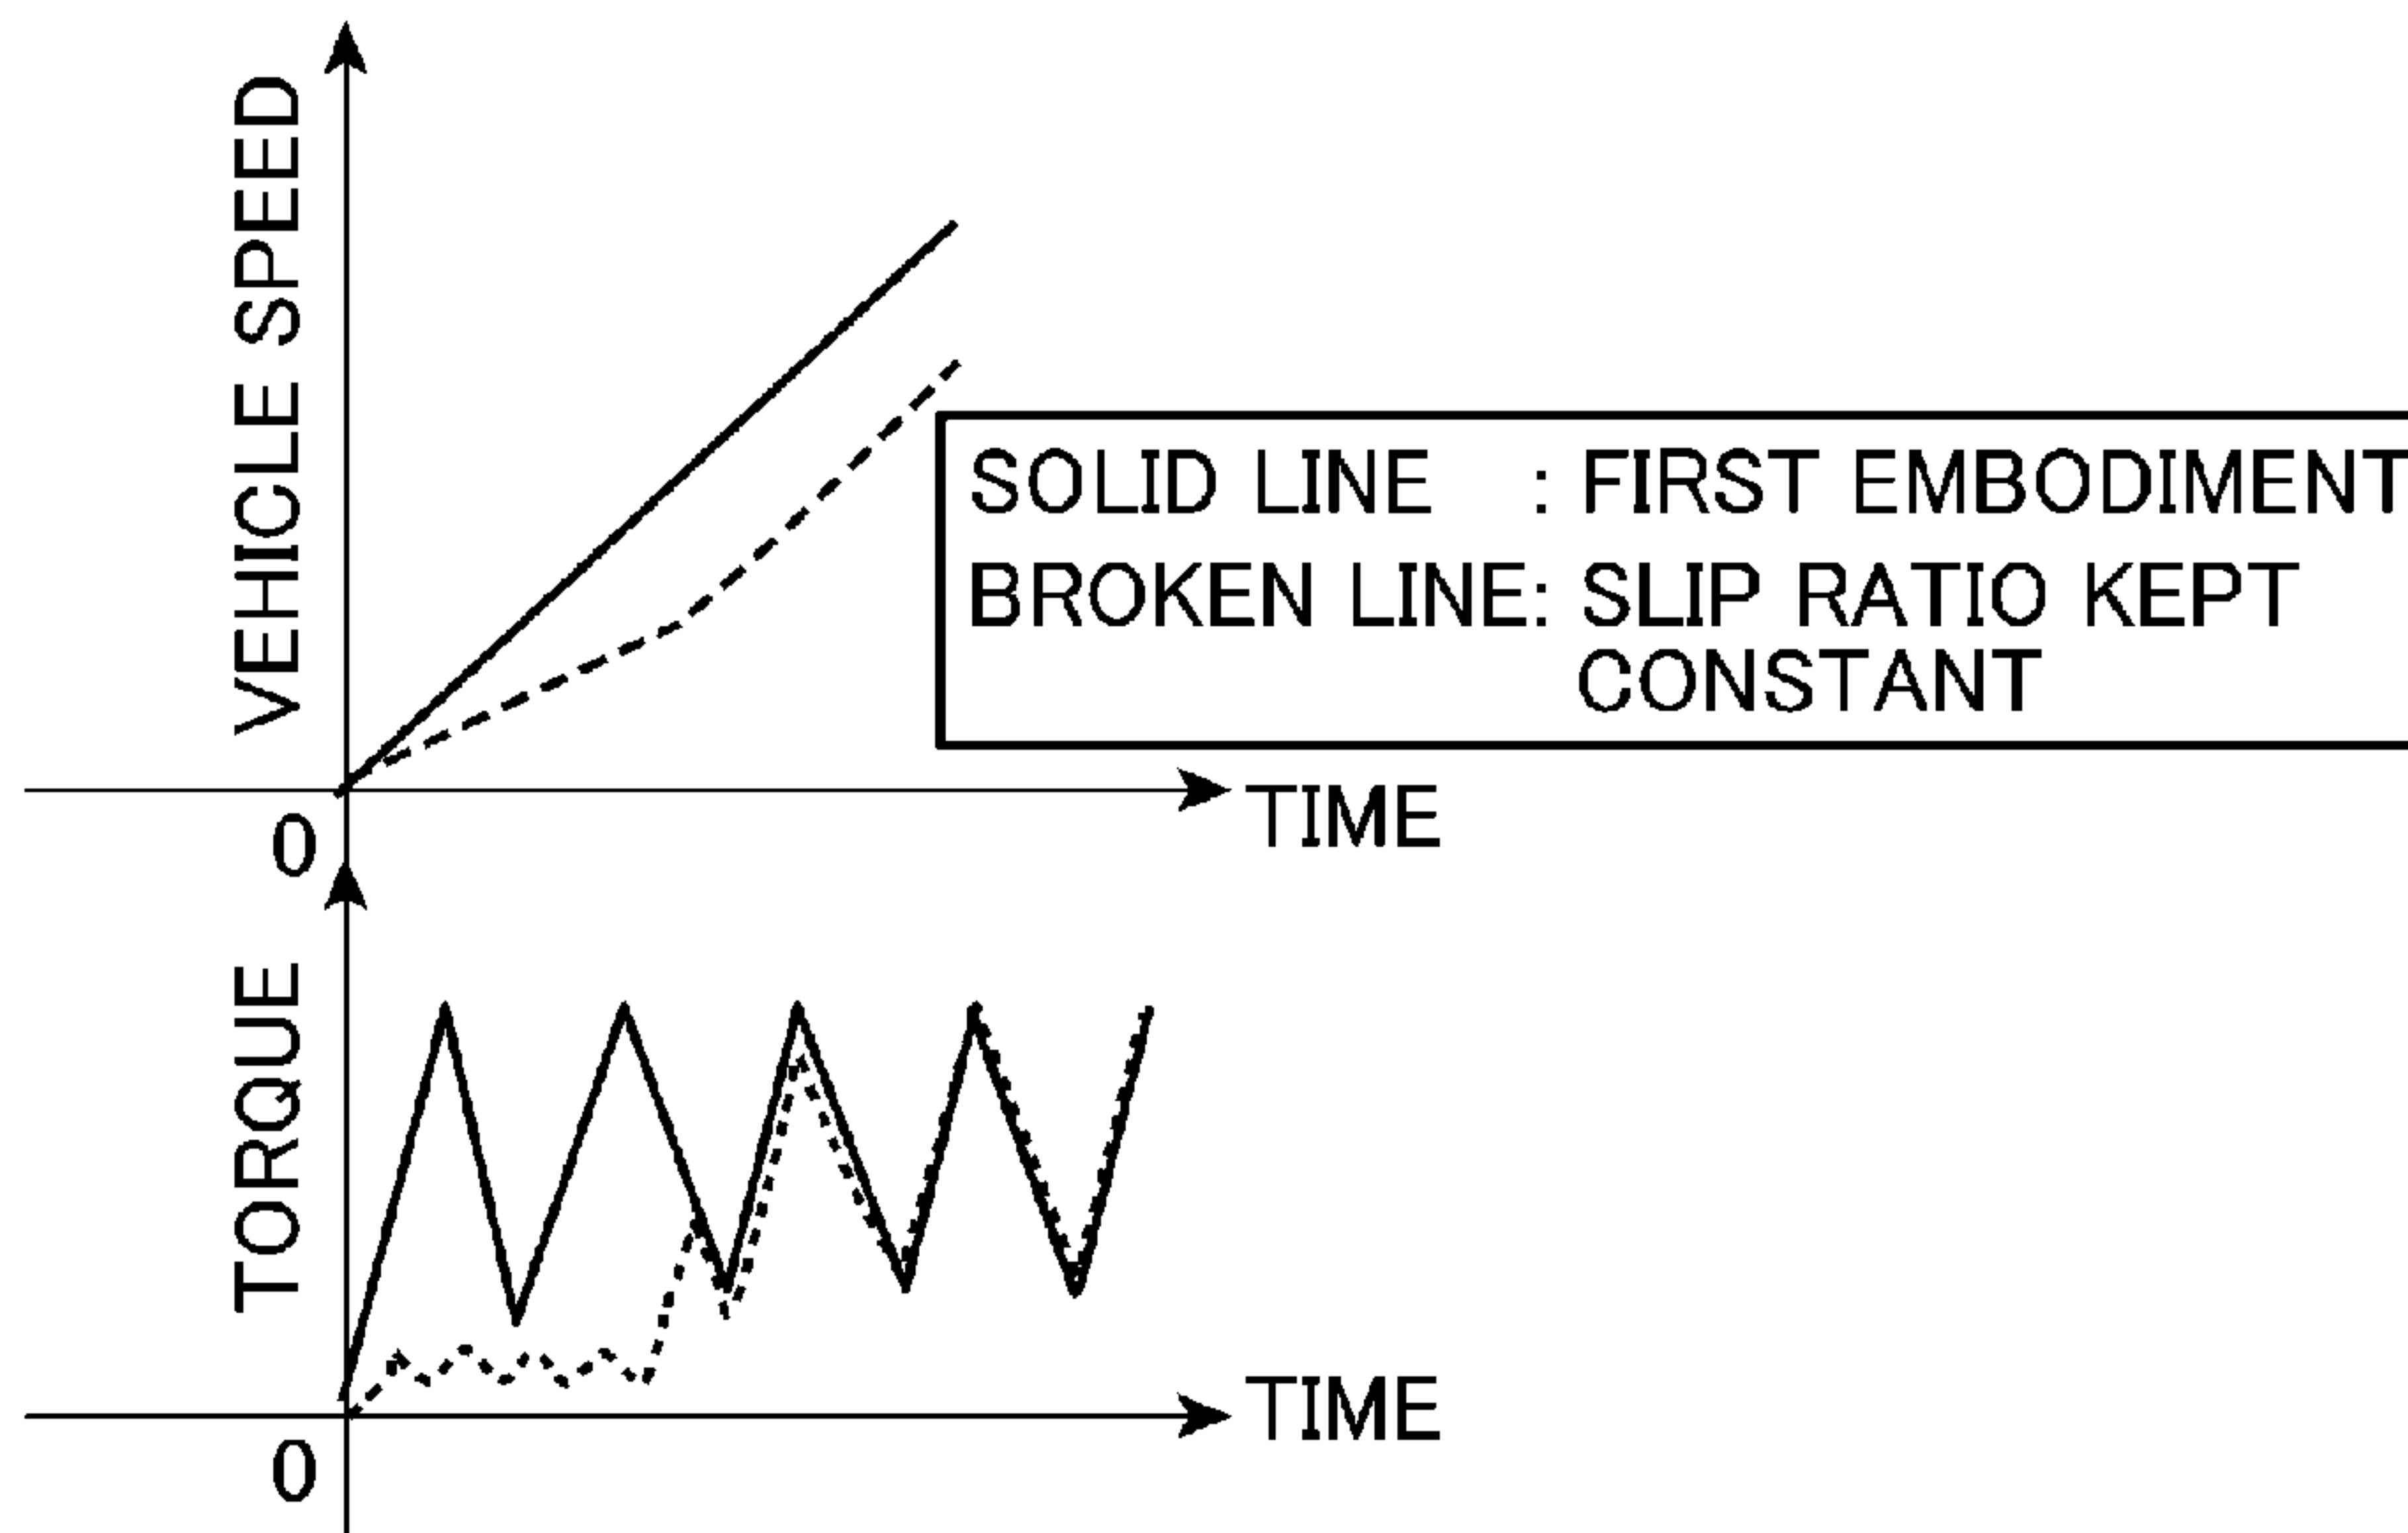 VEHICLE SPEED
SOLID LINE : FIRST EMBODIMENT
BROKEN LINE: SLIP RATIO KEPT
CONSTANT
TIME
0
TORQUE
TIME
0